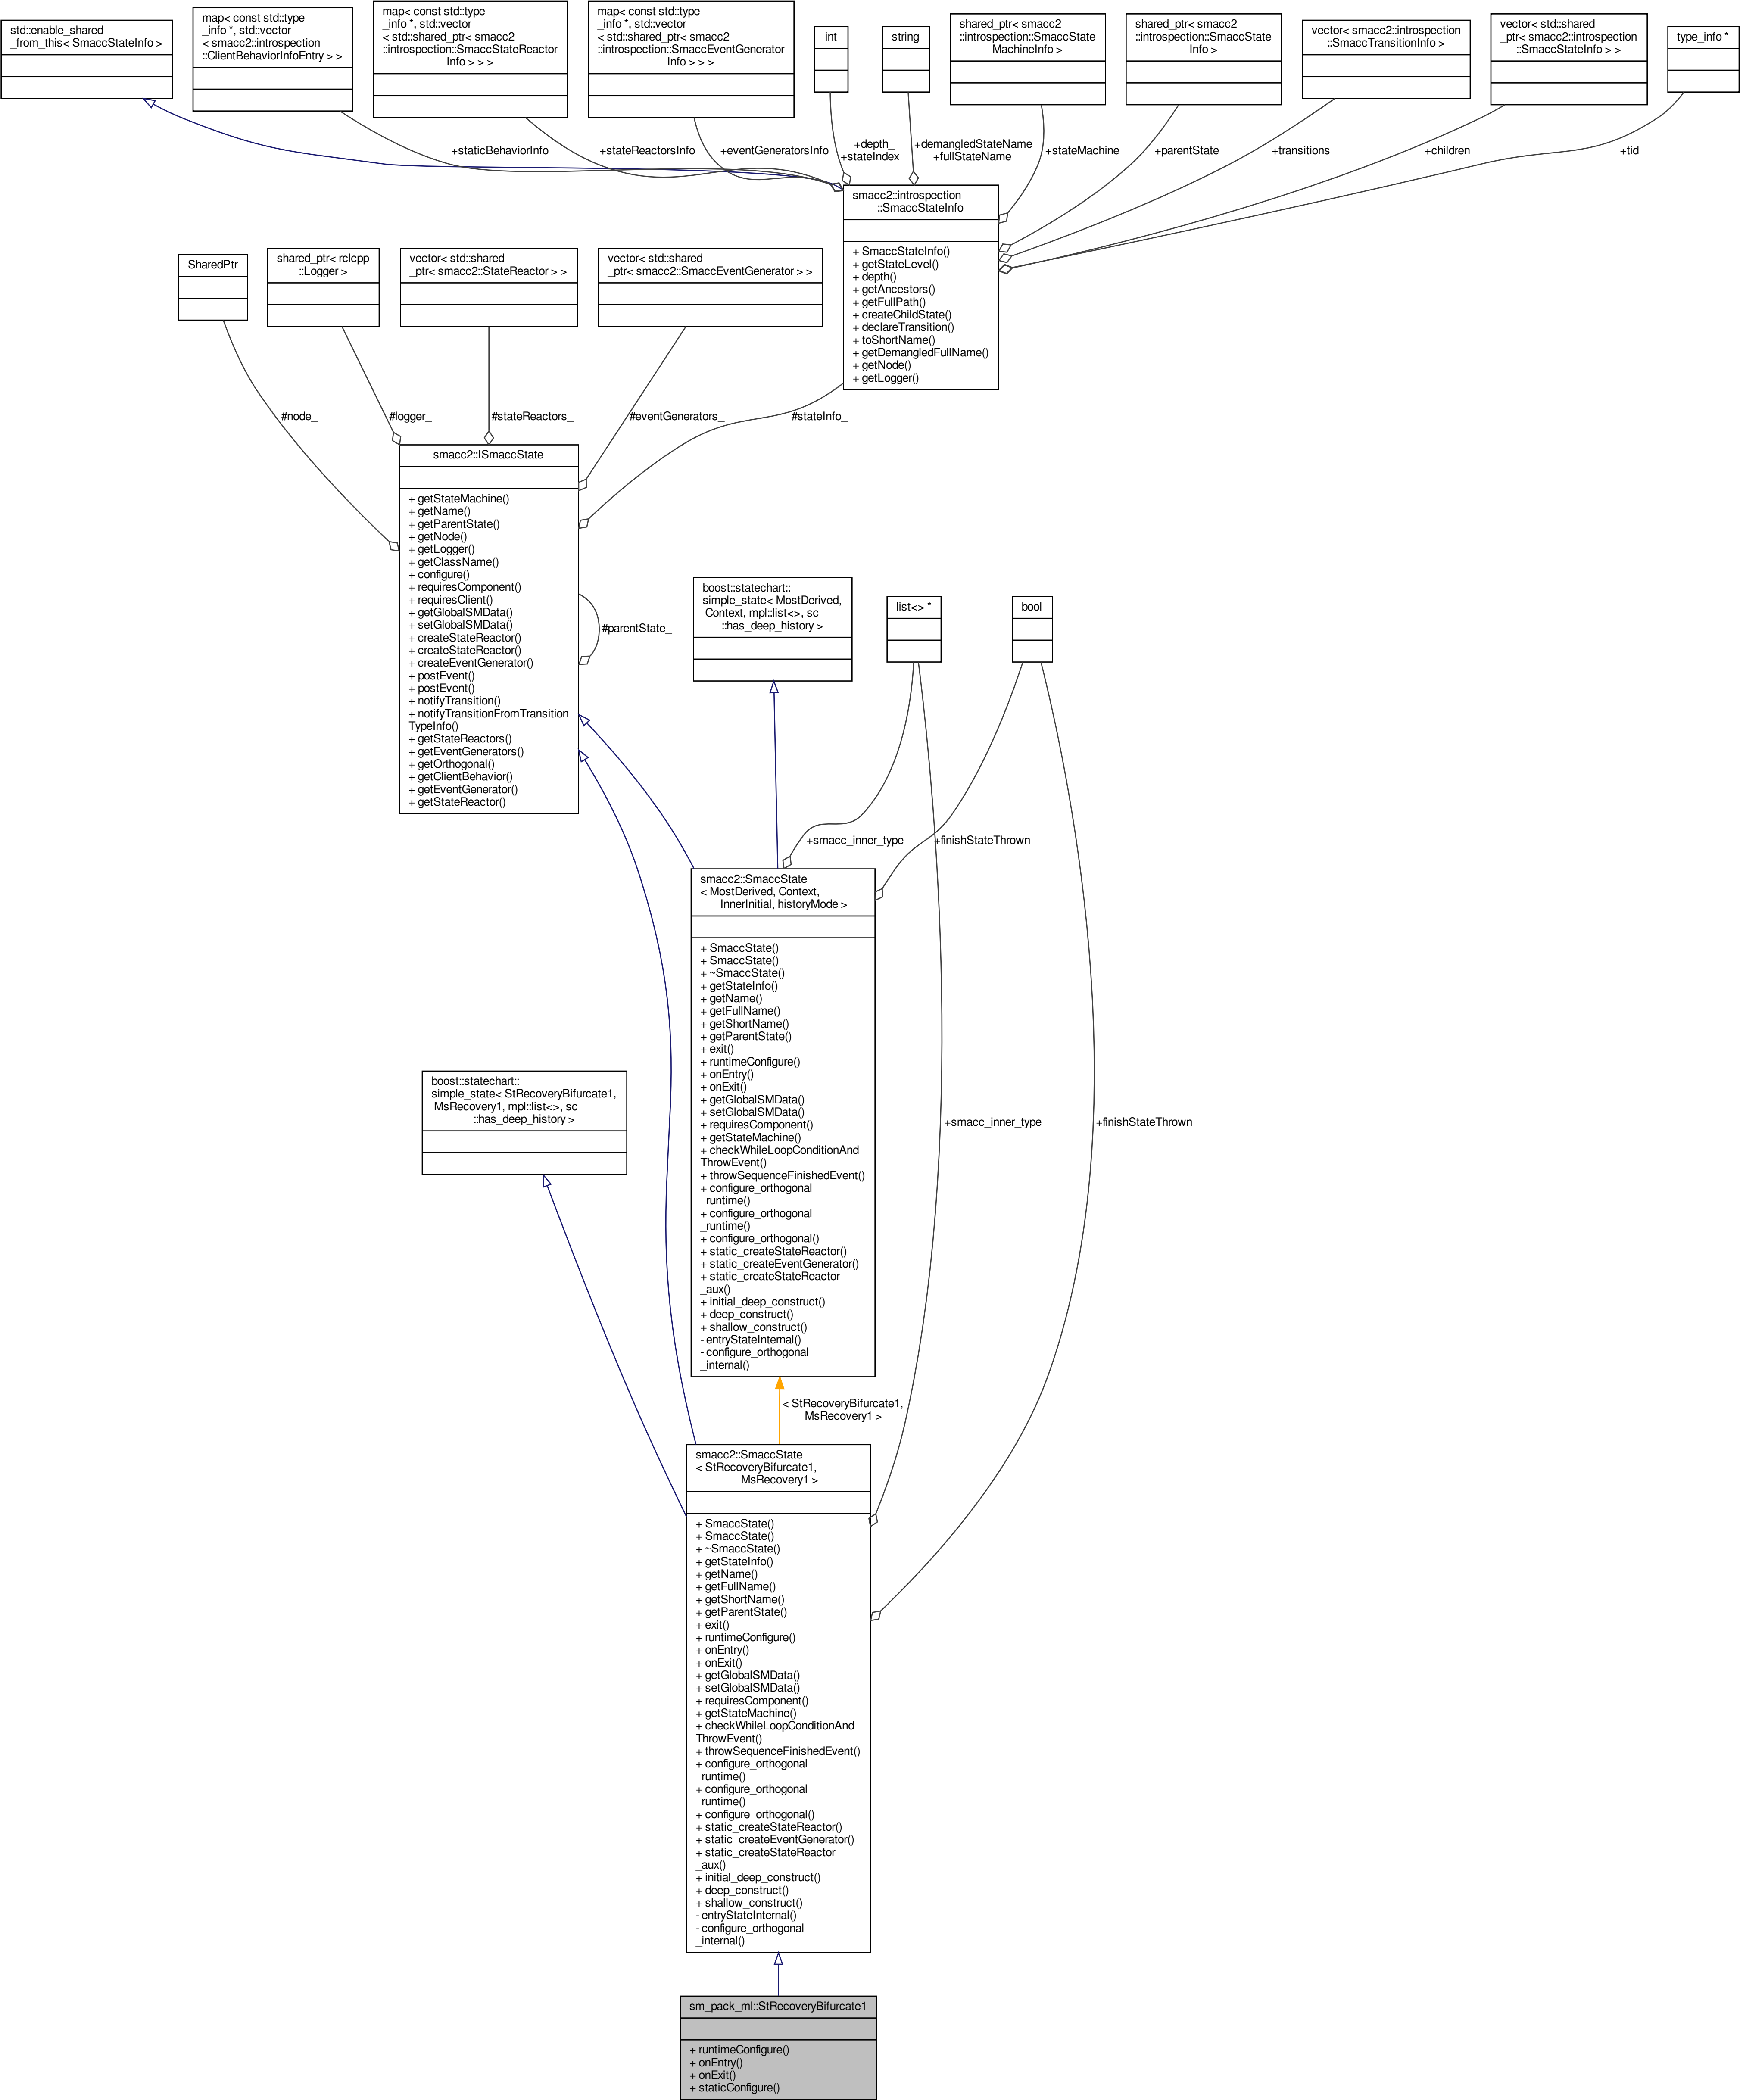 std::enable_shared
_from_this< SmaccStateInfo >
map< const std::type
_info *, std::vector
< smacc2::introspection
::ClientBehaviorInfoEntry > >
map< const std::type
_info *, std::vector
< std::shared_ptr< smacc2
::introspection::SmaccStateReactor
Info > > >
map< const std::type
_info *, std::vector
< std::shared_ptr< smacc2
::introspection::SmaccEventGenerator
Info > > >
int
string
shared_ptr< smacc2
::introspection::SmaccState
MachineInfo >
shared_ptr< smacc2
::introspection::SmaccState
Info >
vector< smacc2::introspection
::SmaccTransitionInfo >
vector< std::shared
_ptr< smacc2::introspection
::SmaccStateInfo > >
type_info *
+staticBehaviorInfo
+stateReactorsInfo
+eventGeneratorsInfo
+depth_
+stateIndex_
+demangledStateName
+fullStateName
+stateMachine_
+parentState_
+transitions_
+children_
+tid_
smacc2::introspection
::SmaccStateInfo
+ SmaccStateInfo()
+ getStateLevel()
+ depth()
+ getAncestors()
+ getFullPath()
+ createChildState()
+ declareTransition()
+ toShortName()
+ getDemangledFullName()
+ getNode()
+ getLogger()
SharedPtr
shared_ptr< rclcpp
::Logger >
vector< std::shared
_ptr< smacc2::StateReactor > >
vector< std::shared
_ptr< smacc2::SmaccEventGenerator > >
#node_
#logger_
#stateReactors_
#eventGenerators_
#stateInfo_
smacc2::ISmaccState
+ getStateMachine()
+ getName()
+ getParentState()
+ getNode()
+ getLogger()
+ getClassName()
+ configure()
+ requiresComponent()
+ requiresClient()
+ getGlobalSMData()
+ setGlobalSMData()
+ createStateReactor()
+ createStateReactor()
+ createEventGenerator()
+ postEvent()
+ postEvent()
+ notifyTransition()
+ notifyTransitionFromTransition
TypeInfo()
+ getStateReactors()
+ getEventGenerators()
+ getOrthogonal()
+ getClientBehavior()
+ getEventGenerator()
+ getStateReactor()
#parentState_
boost::statechart::
simple_state< MostDerived,
Context, mpl::list<>, sc
::has_deep_history >
list<> *
bool
+smacc_inner_type
+finishStateThrown
smacc2::SmaccState
< MostDerived, Context,
InnerInitial, historyMode >
+ SmaccState()
+ SmaccState()
+ ~SmaccState()
+ getStateInfo()
+ getName()
+ getFullName()
+ getShortName()
+ getParentState()
+ exit()
+ runtimeConfigure()
+ onEntry()
+ onExit()
+ getGlobalSMData()
+ setGlobalSMData()
+ requiresComponent()
+ getStateMachine()
+ checkWhileLoopConditionAnd
ThrowEvent()
+ throwSequenceFinishedEvent()
+ configure_orthogonal
_runtime()
+ configure_orthogonal
_runtime()
+ configure_orthogonal()
+ static_createStateReactor()
+ static_createEventGenerator()
+ static_createStateReactor
_aux()
+ initial_deep_construct()
+ deep_construct()
+ shallow_construct()
- entryStateInternal()
- configure_orthogonal
_internal()
boost::statechart::
simple_state< StRecoveryBifurcate1,
MsRecovery1, mpl::list<>, sc
::has_deep_history >
+smacc_inner_type
+finishStateThrown
< StRecoveryBifurcate1,
MsRecovery1 >
smacc2::SmaccState
< StRecoveryBifurcate1,
MsRecovery1 >
+ SmaccState()
+ SmaccState()
+ ~SmaccState()
+ getStateInfo()
+ getName()
+ getFullName()
+ getShortName()
+ getParentState()
+ exit()
+ runtimeConfigure()
+ onEntry()
+ onExit()
+ getGlobalSMData()
+ setGlobalSMData()
+ requiresComponent()
+ getStateMachine()
+ checkWhileLoopConditionAnd
ThrowEvent()
+ throwSequenceFinishedEvent()
+ configure_orthogonal
_runtime()
+ configure_orthogonal
_runtime()
+ configure_orthogonal()
+ static_createStateReactor()
+ static_createEventGenerator()
+ static_createStateReactor
_aux()
+ initial_deep_construct()
+ deep_construct()
+ shallow_construct()
- entryStateInternal()
- configure_orthogonal
_internal()
sm_pack_ml::StRecoveryBifurcate1
+ runtimeConfigure()
+ onEntry()
+ onExit()
+ staticConfigure()